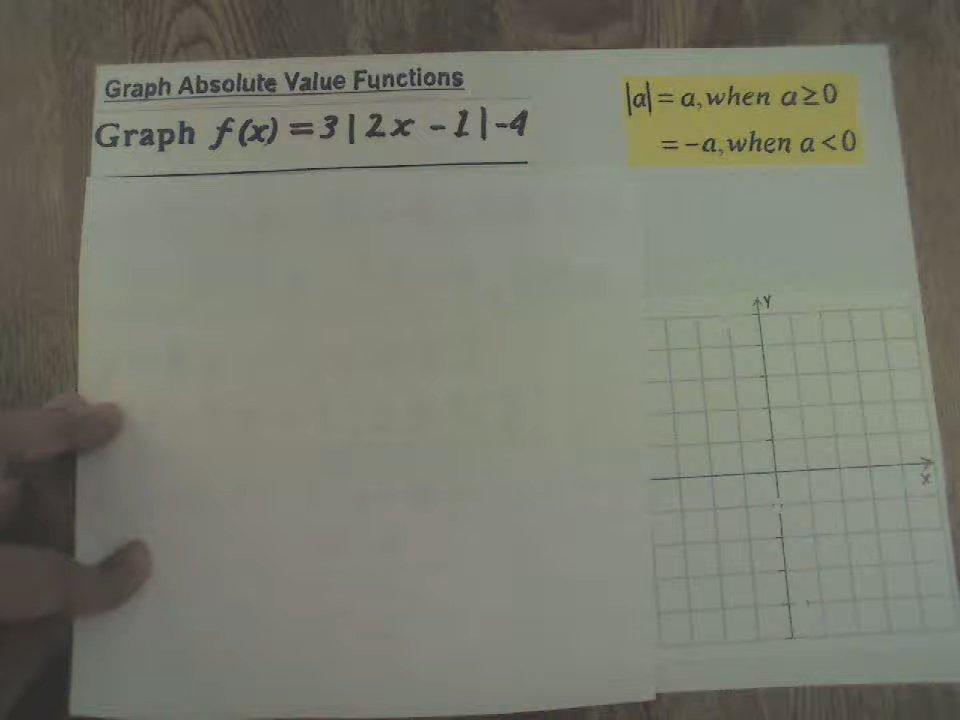 Graph Absolute Value Functions
Graph f(x) = 3|2x - 1| - 4
|a| = a, when a ≥ 0
= -a, when a < 0
Y
X